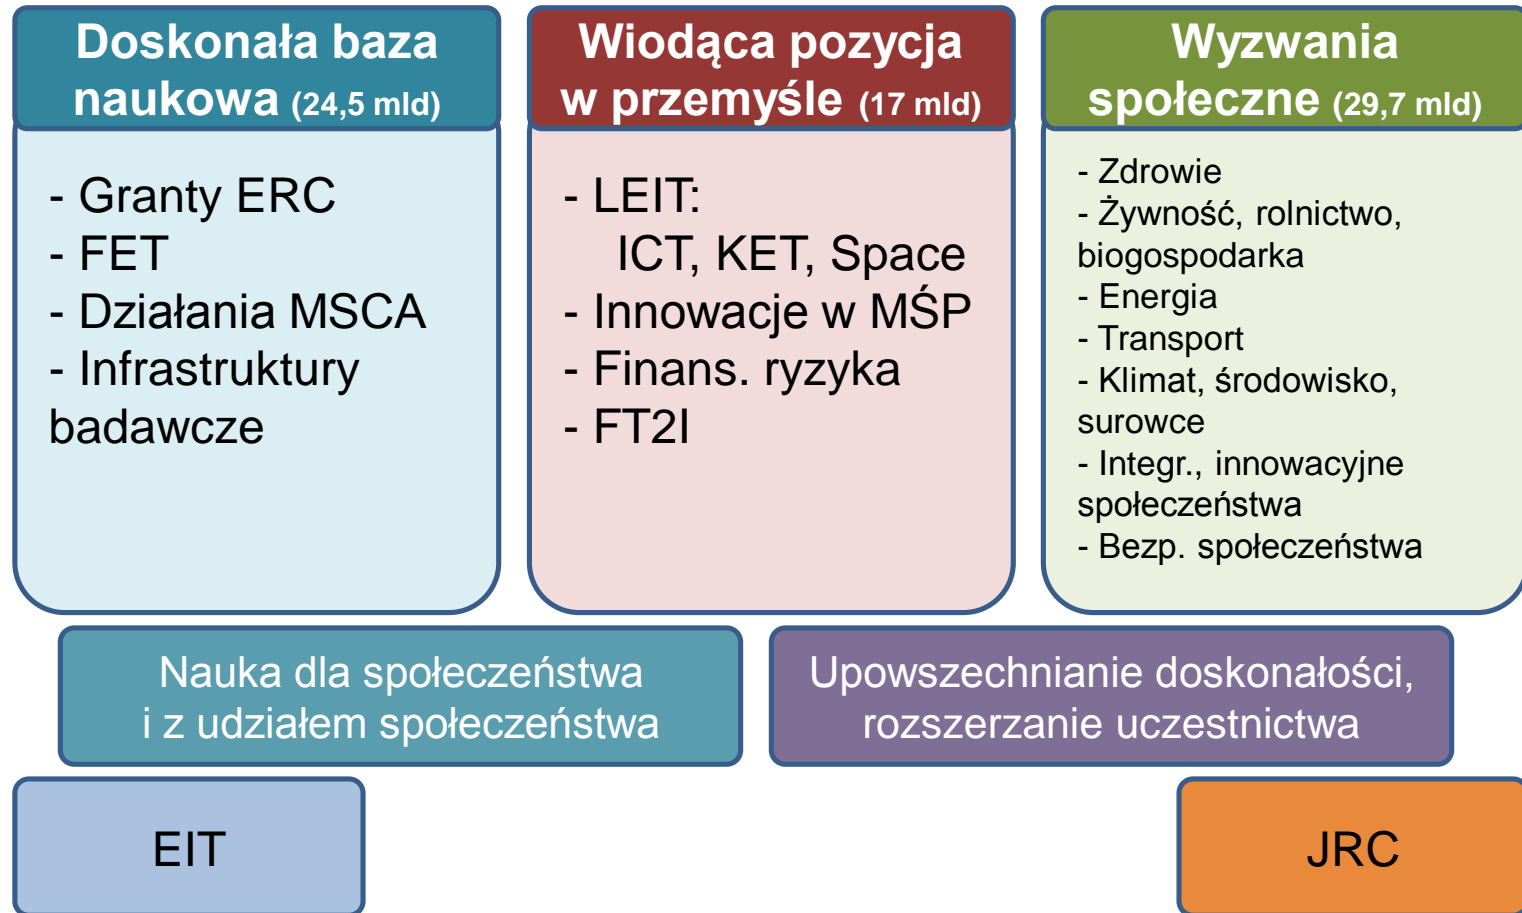 Doskonała baza
naukowa (24,5 mld)
- Granty ERC
- FET
- Działania MSCA
- Infrastruktury
badawcze
Wiodąca pozycja
w przemyśle (17 mld)
- LEIT:
ICT, KET, Space
- Innowacje w MŚP
- Finans. ryzyka
- FT2I
Wyzwania
społeczne (29,7 mld)
- Zdrowie
- Żywność, rolnictwo,
biogospodarka
- Energia
- Transport
- Klimat, środowisko,
surowce
- Integr., innowacyjne
społeczeństwa
- Bezp. społeczeństwa
Nauka dla społeczeństwa
i z udziałem społeczeństwa
Upowszechnianie doskonałości,
rozszerzanie uczestnictwa
EIT
JRC